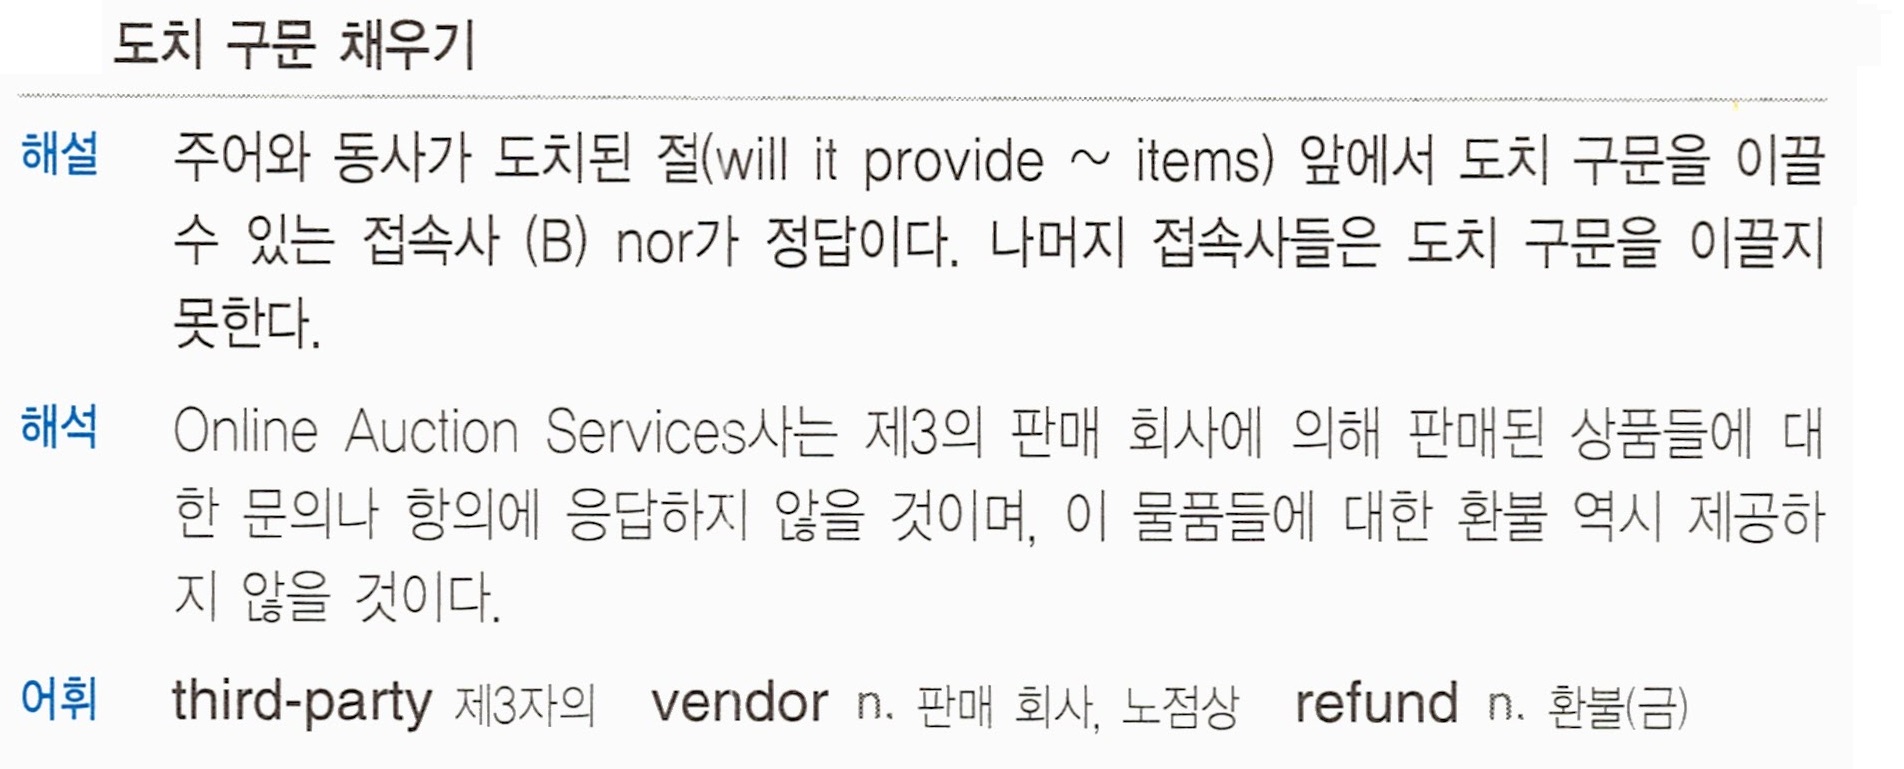 도치 구문 채우기
해설 주어와 동사가 도치된 절(will it provide ~ items) 앞에서 도치 구문을 이끌
수 있는 접속사 (B) nor가 정답이다. 나머지 접속사들은 도치 구문을 이끌지
못한다.
해석 Online Auction Services사는 제3의 판매 회사에 의해 판매된 상품들에 대
한 문의나 항의에 응답하지 않을 것이며, 이 물품들에 대한 환불 역시 제공하
지 않을 것이다.
어휘 third-party 제3자의 vendor n. 판매 회사, 노점상 refund n. 환불(금)